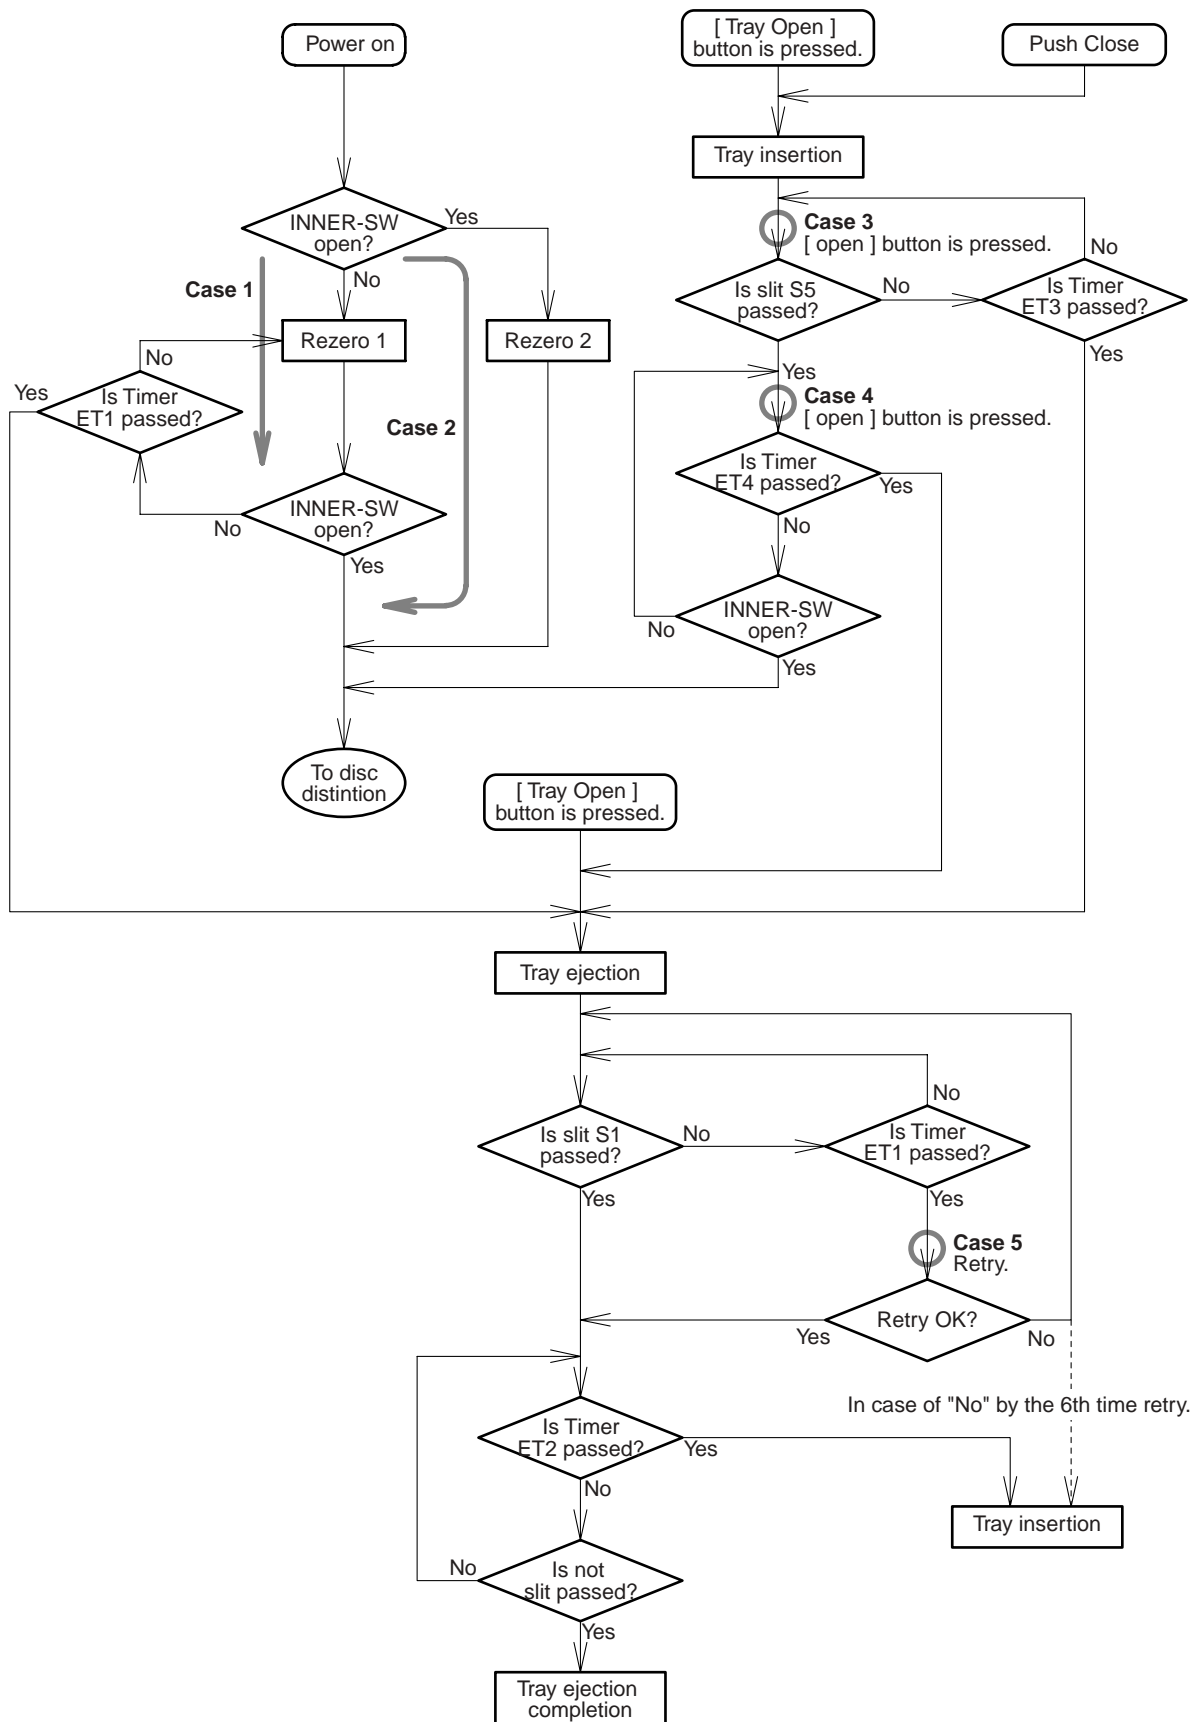 Power on
[ Tray Open ]
button is pressed.
Push Close
Tray insertion
INNER-SW
open?
Yes
No
Case 1
Case 3
[ open ] button is pressed.
Is slit S5
passed?
No
No
Is Timer
ET3 passed?
Yes
Rezero 1
Rezero 2
No
Yes
Is Timer
ET1 passed?
Case 2
Yes
Case 4
[ open ] button is pressed.
Is Timer
ET4 passed?
Yes
No
INNER-SW
open?
No
Yes
INNER-SW
open?
No
Yes
To disc
distintion
[ Tray Open ]
button is pressed.
Tray ejection
Is slit S1
passed?
No
Yes
No
Is Timer
ET1 passed?
Yes
Case 5
Retry.
Retry OK?
Yes
No
In case of "No" by the 6th time retry.
Is Timer
ET2 passed?
Yes
No
Tray insertion
Is not
slit passed?
No
Yes
Tray ejection
completion